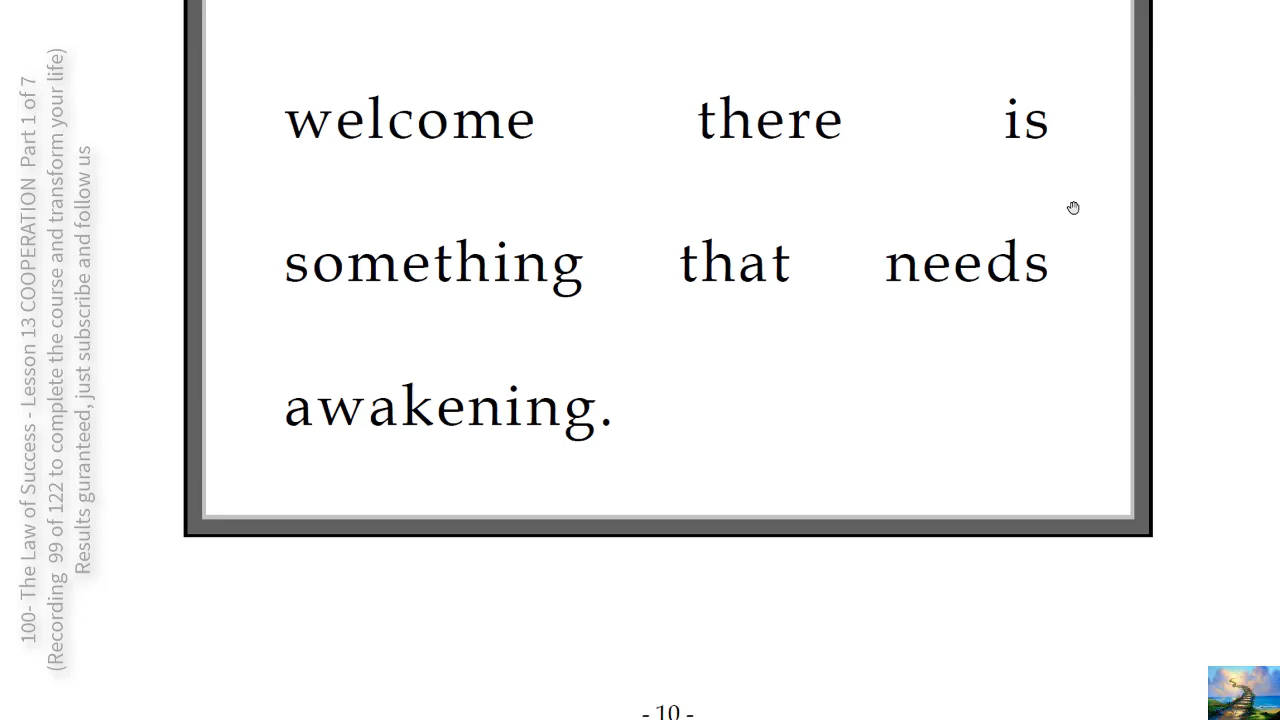 100- The Law of Success - Lesson 13 COOPERATION Part 1 of 7
(Recording 99 of 122 to complete the course and transform your life)
Results guranteed, just subscribe and follow us
welcome there is
something that needs
awakening.
- 10 -